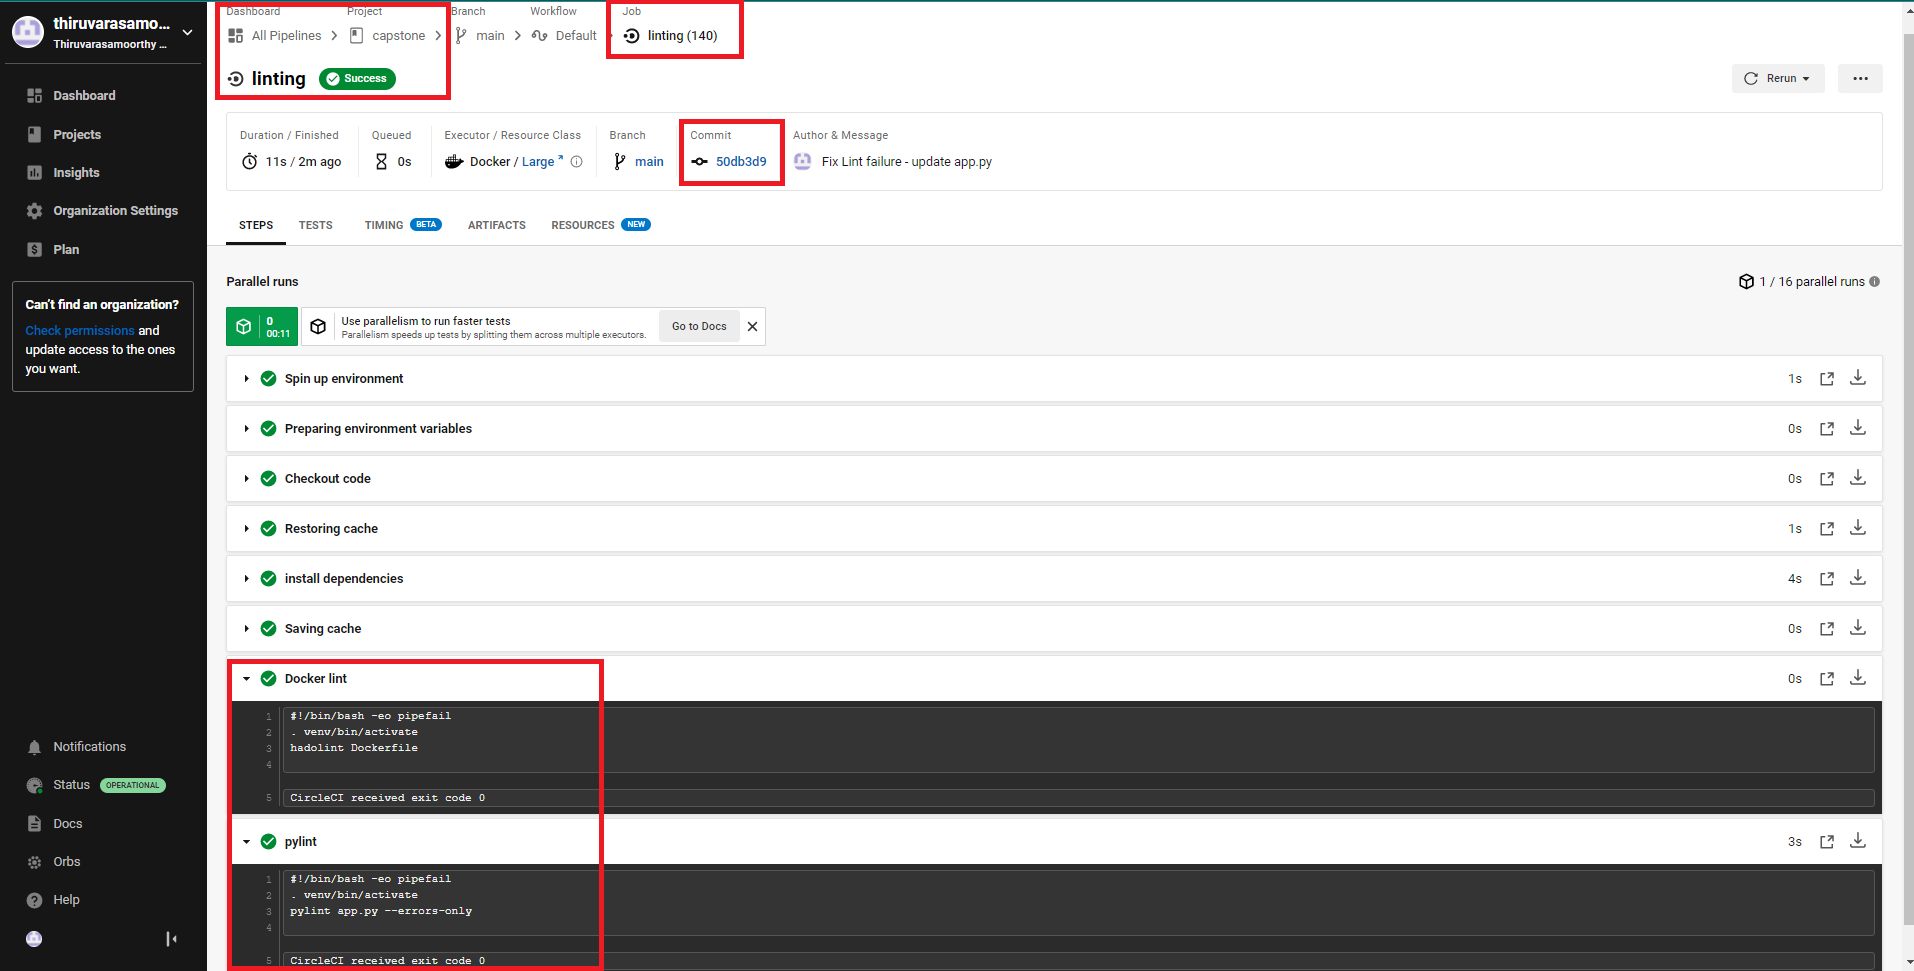 thiruvarasamo...
Thiruvarasamoorthy ...
Dashboard
Projects
Insights
Organization Settings
Plan
Can't find an organization?
Check permissions and
update access to the ones
you want.
Notifications
Status OPERATIONAL
Docs
Orbs
Help
Dashboard Project Branch Workflow Job
All Pipelines capstone main Default linting (140)
linting Success
Rerun
Duration / Finished Queued Executor / Resource Class Branch Commit Author & Message
11s / 2m ago 0s Docker / Large main 50db3d9 Fix Lint failure - update app.py
STEPS TESTS TIMING BETA ARTIFACTS RESOURCES NEW
Parallel runs
1 / 16 parallel runs
0
00:11
Use parallelism to run faster tests
Parallelism speeds up tests by splitting them across multiple executors.
Go to Docs
Spin up environment 1s
Preparing environment variables 0s
Checkout code 0s
Restoring cache 1s
install dependencies 4s
Saving cache 0s
Docker lint 0s
1 #!/bin/bash -eo pipefail
2 . venv/bin/activate
3 hadolint Dockerfile
4
5 CircleCI received exit code 0
pylint 3s
1 #!/bin/bash -eo pipefail
2 . venv/bin/activate
3 pylint app.py --errors-only
4
5 CircleCI received exit code 0